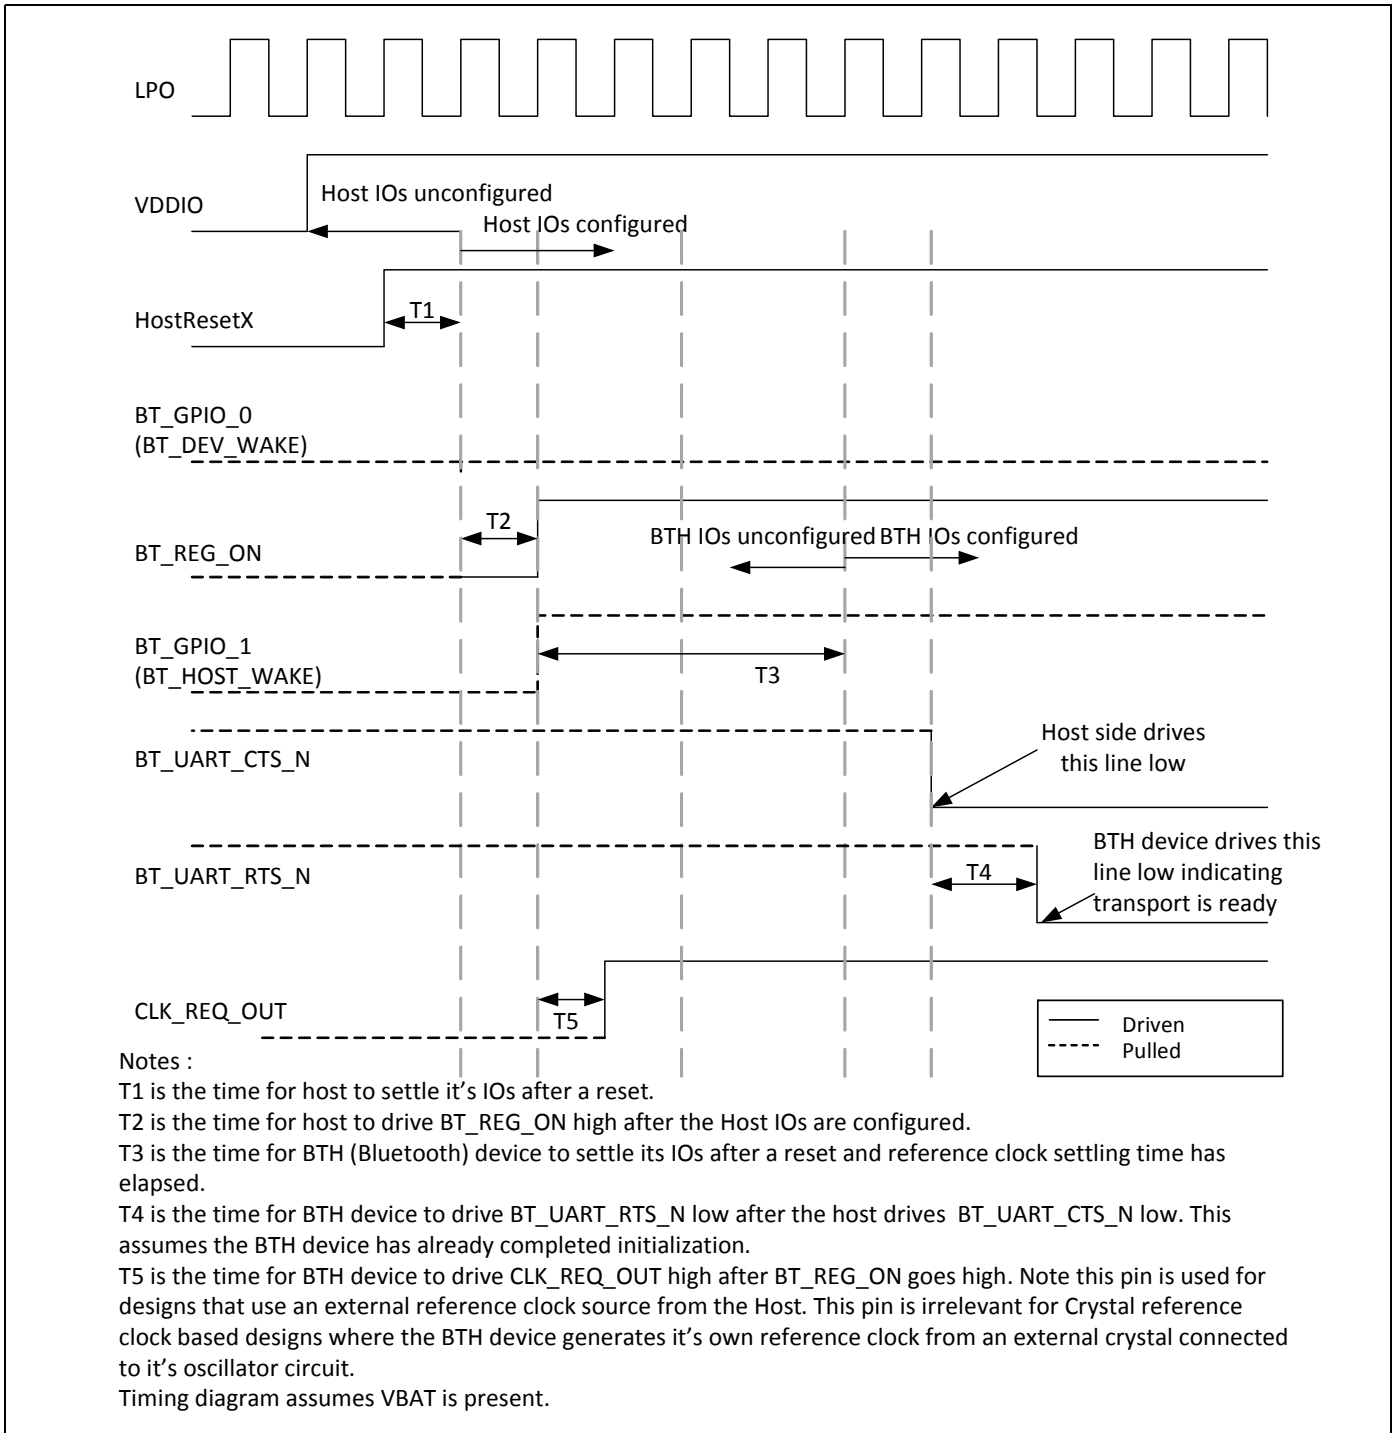 LPO
VDDIO
Host IOs unconfigured
Host IOs configured
HostResetX
T1
BT_GPIO_0
(BT_DEV_WAKE)
BT_REG_ON
T2
BTH IOs unconfigured
BTH IOs configured
BT_GPIO_1
(BT_HOST_WAKE)
T3
BT_UART_CTS_N
Host side drives
this line low
BT_UART_RTS_N
T4
BTH device drives this
line low indicating
transport is ready
CLK_REQ_OUT
T5
Driven
Pulled
Notes :
T1 is the time for host to settle it’s IOs after a reset.
T2 is the time for host to drive BT_REG_ON high after the Host IOs are configured.
T3 is the time for BTH (Bluetooth) device to settle its IOs after a reset and reference clock settling time has
elapsed.
T4 is the time for BTH device to drive BT_UART_RTS_N low after the host drives BT_UART_CTS_N low. This
assumes the BTH device has already completed initialization.
T5 is the time for BTH device to drive CLK_REQ_OUT high after BT_REG_ON goes high. Note this pin is used for
designs that use an external reference clock source from the Host. This pin is irrelevant for Crystal reference
clock based designs where the BTH device generates it’s own reference clock from an external crystal connected
to it’s oscillator circuit.
Timing diagram assumes VBAT is present.